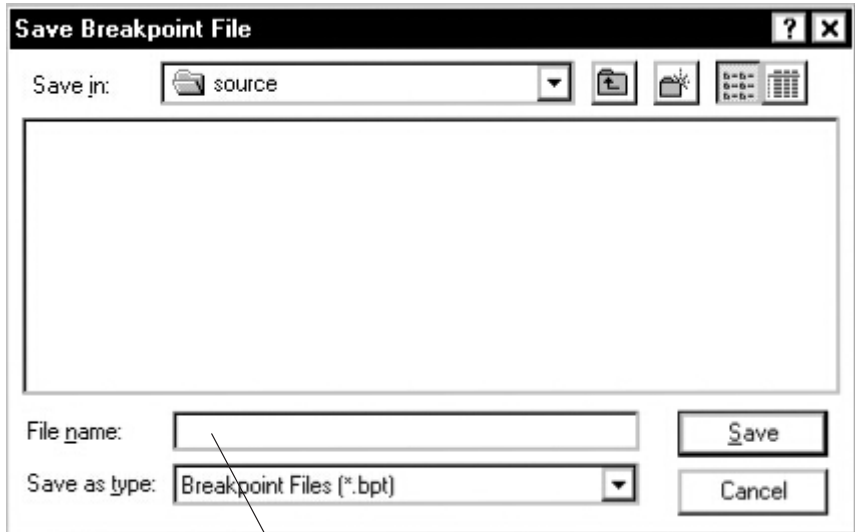 Save Breakpoint File ? X
Save in: source
File name: Save
Save as type: Breakpoint Files (*.bpt) Cancel